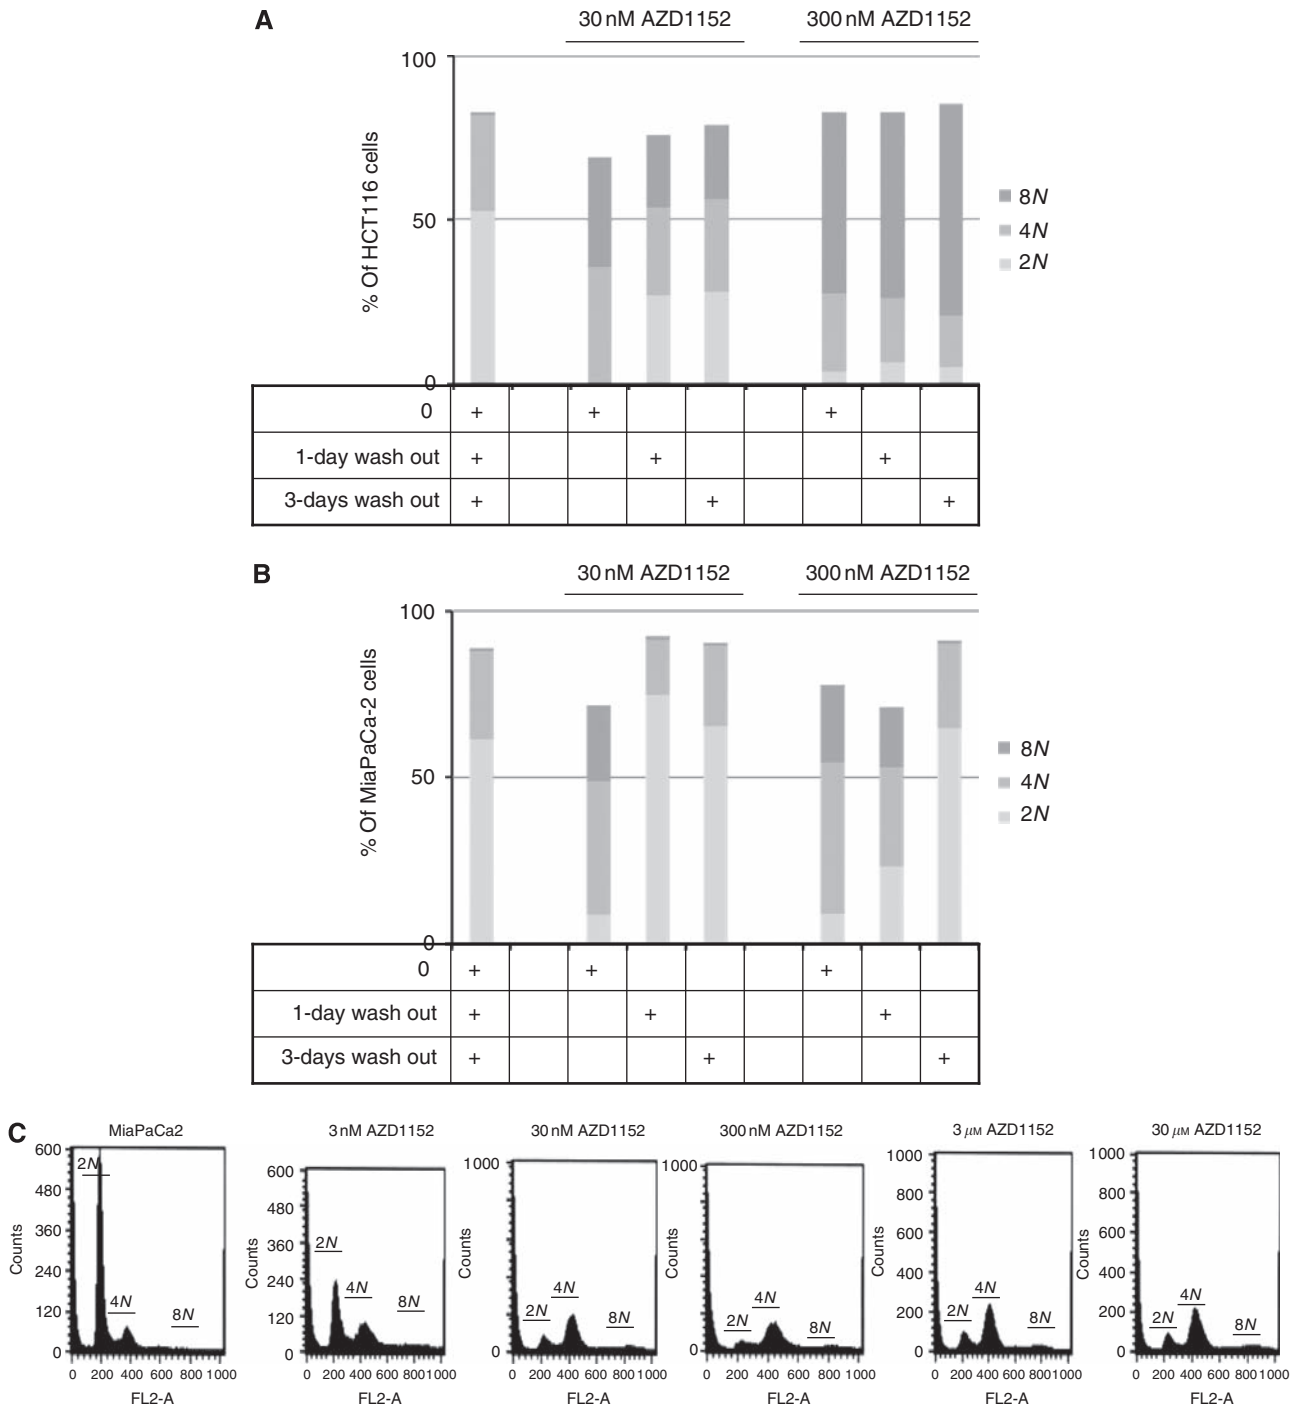 A
30 nM AZD1152 300 nM AZD1152
100
50
0
% Of HCT116 cells
8N
4N
2N
0 + + +
1-day wash out + + +
3-days wash out + + +
B
30 nM AZD1152 300 nM AZD1152
100
50
0
% Of MiaPaCa-2 cells
8N
4N
2N
0 + + +
1-day wash out + + +
3-days wash out + + +
C
MiaPaCa2
600
480
360
240
120
0
Counts
2N
4N
8N
0 200 400 600 800 1000
FL2-A
3 nM AZD1152
600
480
360
240
120
0
Counts
2N
4N
8N
0 200 400 600 800 1000
FL2-A
30 nM AZD1152
1000
0
Counts
2N
4N
8N
0 200 400 600 800 1000
FL2-A
300 nM AZD1152
1000
0
Counts
2N
4N
8N
0 200 400 600 800 1000
FL2-A
3 μM AZD1152
1000
800
600
400
200
0
Counts
2N
4N
8N
0 200 400 600 800 1000
FL2-A
30 μM AZD1152
1000
800
600
400
200
0
Counts
2N
4N
8N
0 200 400 600 800 1000
FL2-A